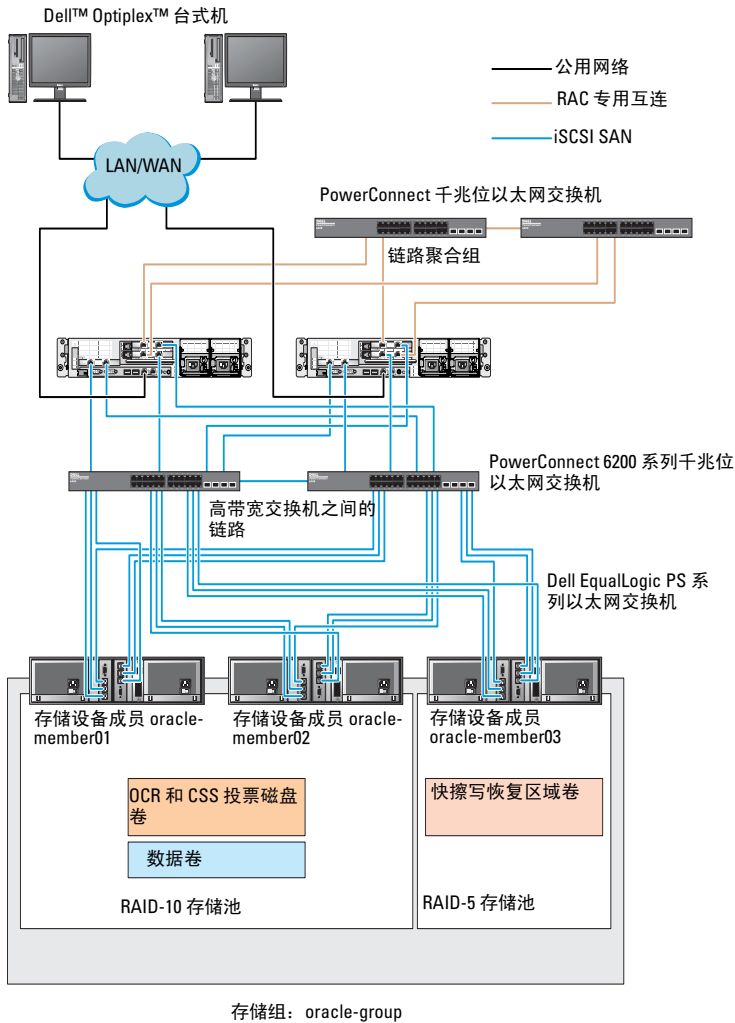 Dell™ Optiplex™ 台式机
公用网络
RAC 专用互连
iSCSI SAN
LAN/WAN
PowerConnect 千兆位以太网交换机
链路聚合组
PowerConnect 6200 系列千兆位
以太网交换机
高带宽交换机之间的
链路
Dell EqualLogic PS 系
列以太网交换机
存储设备成员 oracle-
member01
存储设备成员 oracle-
member02
存储设备成员
oracle-member03
OCR 和 CSS 投票磁盘
卷
快擦写恢复区域卷
数据卷
RAID-10 存储池
RAID-5 存储池
存储组：oracle-group